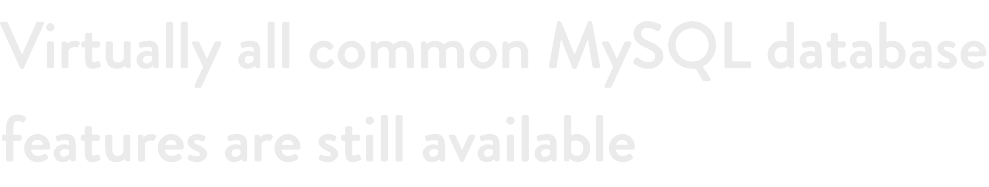 Virtually all common MySQL database
features are still available